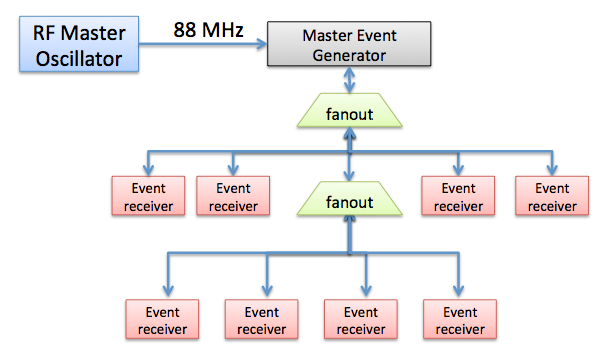 RF Master
Oscillator
88 MHz
Master Event
Generator
fanout
Event
receiver
Event
receiver
fanout
Event
receiver
Event
receiver
Event
receiver
Event
receiver
Event
receiver
Event
receiver